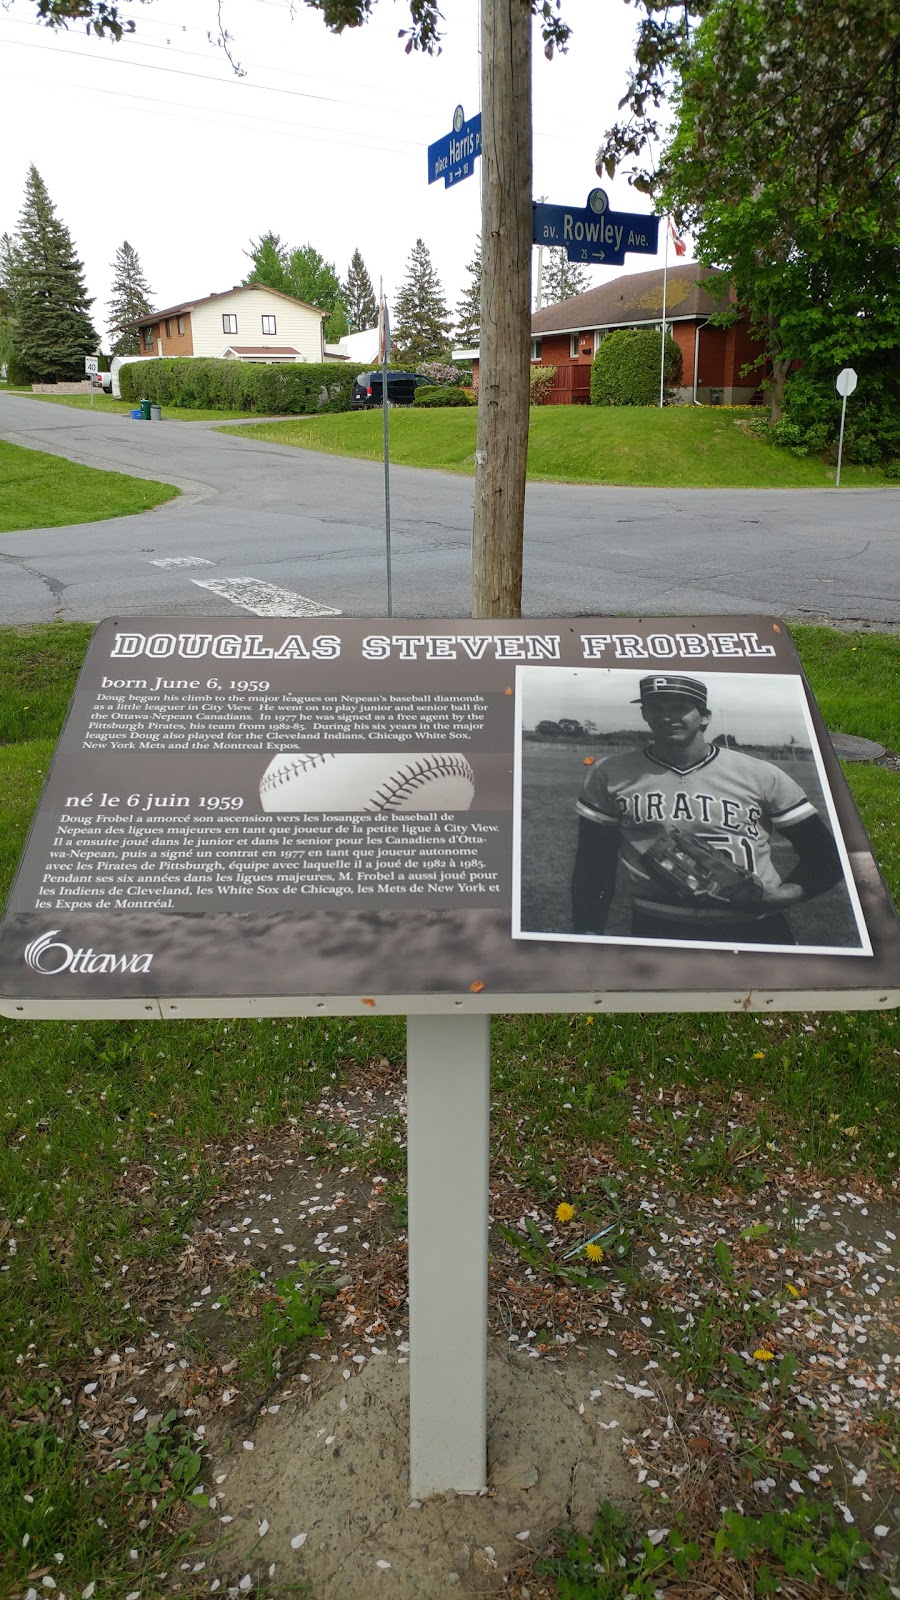 place Harris Pl.
av. Rowley Ave.
25 →
40
DOUGLAS STEVEN FROBEL
born June 6, 1959
Doug began his climb to the major leagues on Nepean's baseball diamonds
as a little leaguer in City View. He went on to play junior and senior ball for
the Ottawa-Nepean Canadians. In 1977 he was signed as a free agent by the
Pittsburgh Pirates, his team from 1982-85. During his six years in the major
leagues Doug also played for the Cleveland Indians, Chicago White Sox,
New York Mets and the Montreal Expos.
né le 6 juin 1959
Doug Frobel a amorcé son ascension vers les losanges de baseball de
Nepean des ligues majeures en tant que joueur de la petite ligue à City View.
Il a ensuite joué dans le junior et dans le senior pour les Canadiens d'Otta-
wa-Nepean, puis a signé un contrat en 1977 en tant que joueur autonome
avec les Pirates de Pittsburgh, équipe avec laquelle il a joué de 1982 à 1985.
Pendant ses six années dans les ligues majeures, M. Frobel a aussi joué pour
les Indiens de Cleveland, les White Sox de Chicago, les Mets de New York et
les Expos de Montréal.
P
PIRATES
51
Ottawa